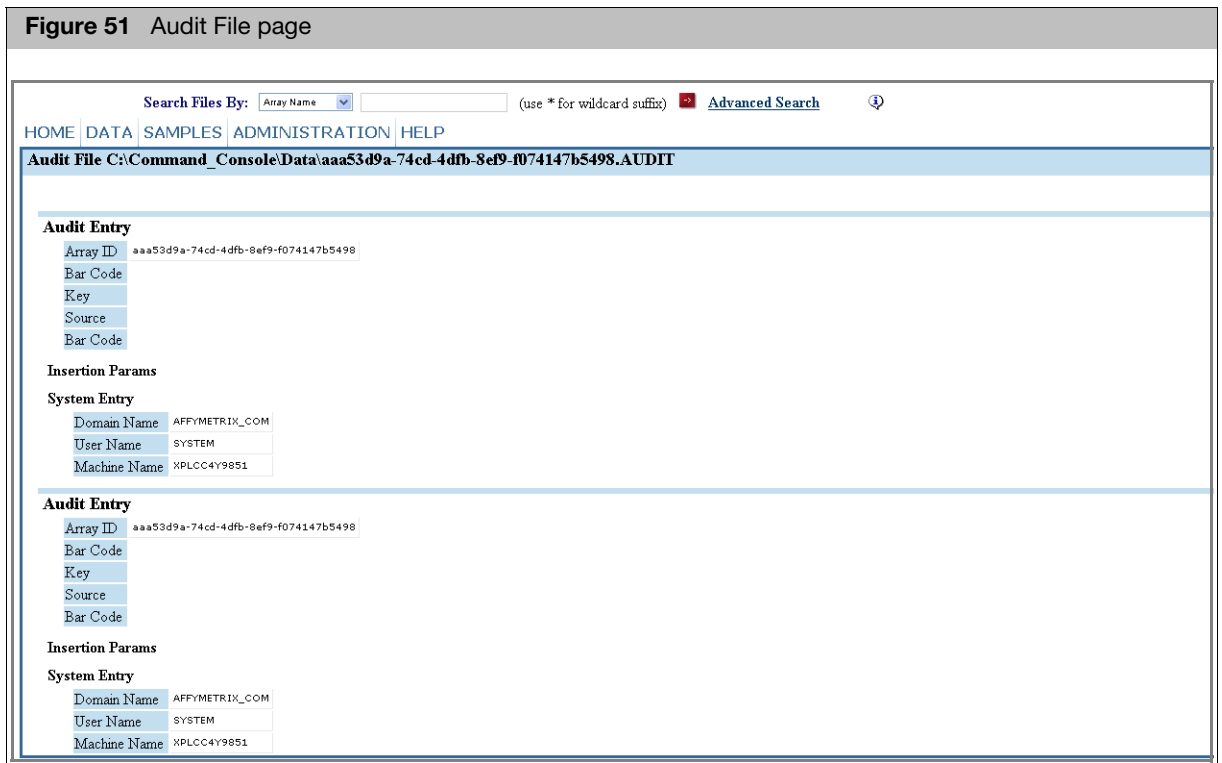 Figure 51 Audit File page
Search Files By: Array Name (use * for wildcard suffix) Advanced Search
HOME DATA SAMPLES ADMINISTRATION HELP
Audit File C:\Command_Console\Data\aaa53d9a-74cd-4dfb-8ef9-f074147b5498.AUDIT
Audit Entry
Array ID aaa53d9a-74cd-4dfb-8ef9-f074147b5498
Bar Code
Key
Source
Bar Code
Insertion Params
System Entry
Domain Name AFFYMETRIX_COM
User Name SYSTEM
Machine Name XPLCC4Y9851
Audit Entry
Array ID aaa53d9a-74cd-4dfb-8ef9-f074147b5498
Bar Code
Key
Source
Bar Code
Insertion Params
System Entry
Domain Name AFFYMETRIX_COM
User Name SYSTEM
Machine Name XPLCC4Y9851